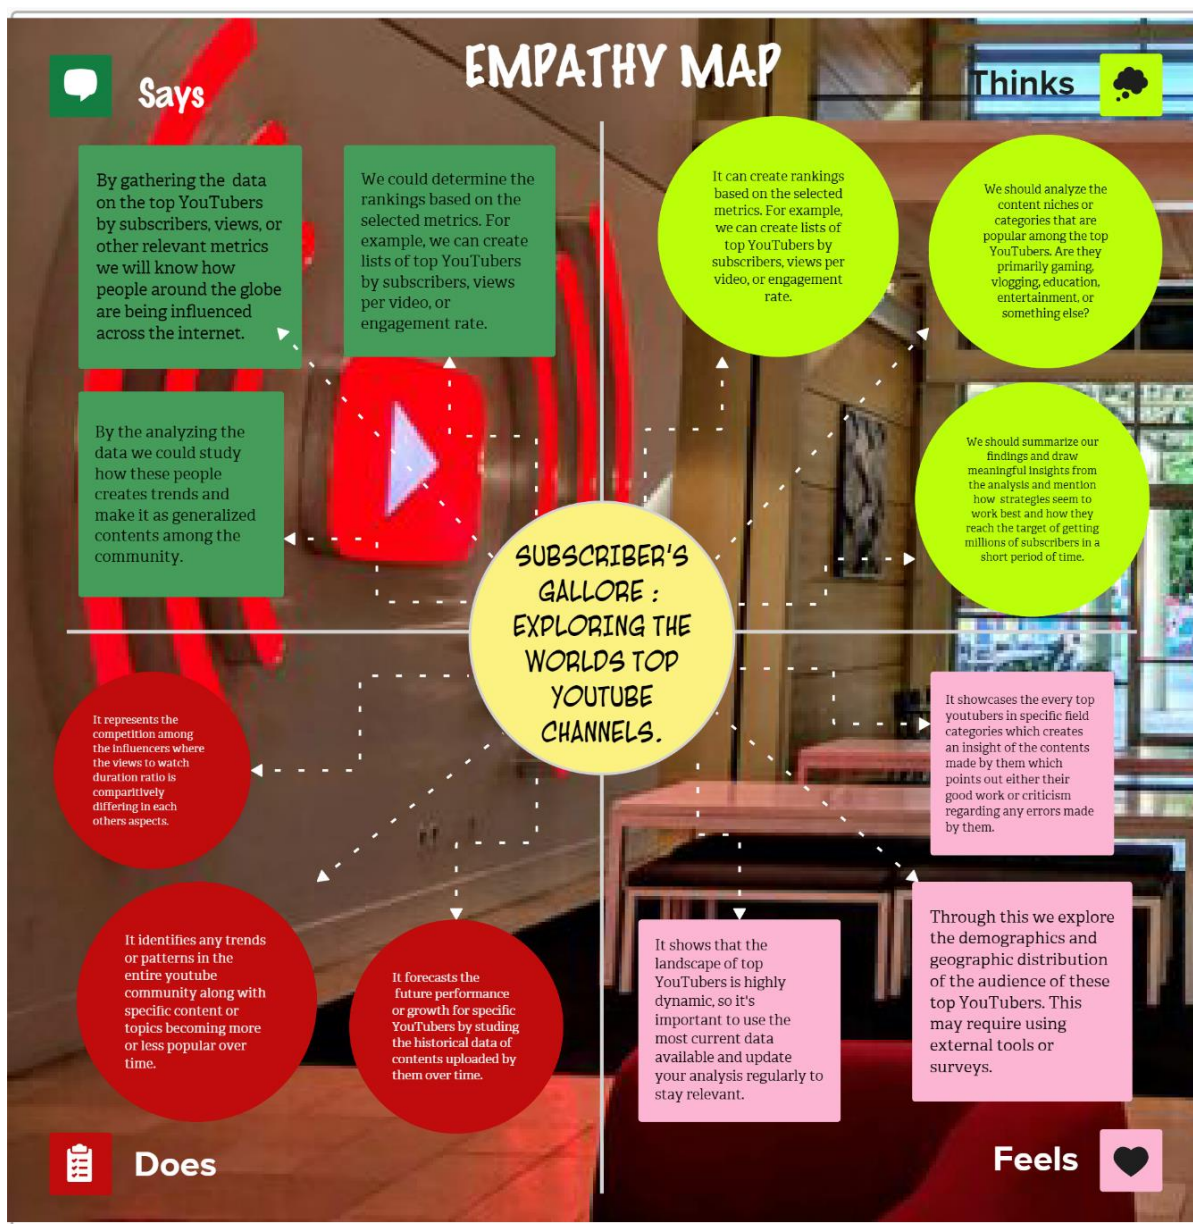 EMPATHY MAP
Says
By gathering the data
on the top YouTubers
by subscribers, views, or
other relevant metrics
we will know how
people around the globe
are being influenced
across the internet.
We could determine the
rankings based on the
selected metrics. For
example, we can create
lists of top YouTubers
by subscribers, views
per video, or
engagement rate.
By the analyzing the
data we could study
how these people
creates trends and
make it as generalized
contents among the
community.
Thinks
It can create rankings
based on the selected
metrics. For example,
we can create lists of
top YouTubers by
subscribers, views per
video, or engagement
rate.
We should analyze the
content niches or
categories that are
popular among the top
YouTubers. Are they
primarily gaming,
vlogging, education,
entertainment, or
something else?
We should summarize our
findings and draw
meaningful insights from
the analysis and mention
how strategies seem to
work best and how they
reach the target of getting
millions of subscribers in a
short period of time.
SUBSCRIBER'S
GALLORE :
EXPLORING THE
WORLDS TOP
YOUTUBE
CHANNELS.
It represents the
competition among
the influencers where
the views to watch
duration ratio is
comparitively
differing in each
others aspects.
It identifies any trends
or patterns in the
entire youtube
community along with
specific content or
topics becoming more
or less popular over
time.
It forecasts the
future performance
or growth for specific
YouTubers by studing
the historical data of
contents uploaded by
them over time.
Does
It showcases the every top
youtubers in specific field
categories which creates
an insight of the contents
made by them which
points out either their
good work or criticism
regarding any errors made
by them.
It shows that the
landscape of top
YouTubers is highly
dynamic, so it's
important to use the
most current data
available and update
your analysis regularly to
stay relevant.
Through this we explore
the demographics and
geographic distribution
of the audience of these
top YouTubers. This
may require using
external tools or
surveys.
Feels